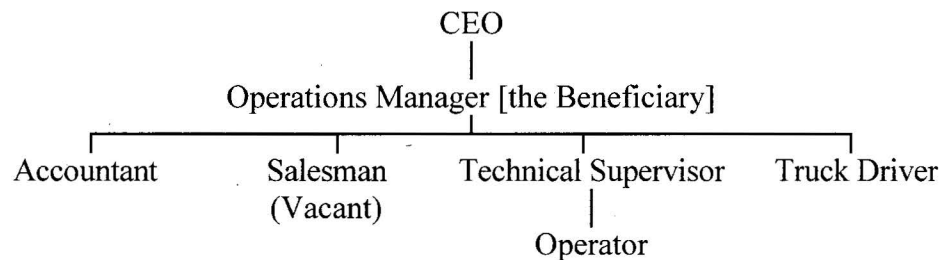 CEO
Operations Manager [the Beneficiary]
Accountant Salesman Technical Supervisor Truck Driver
(Vacant)
Operator